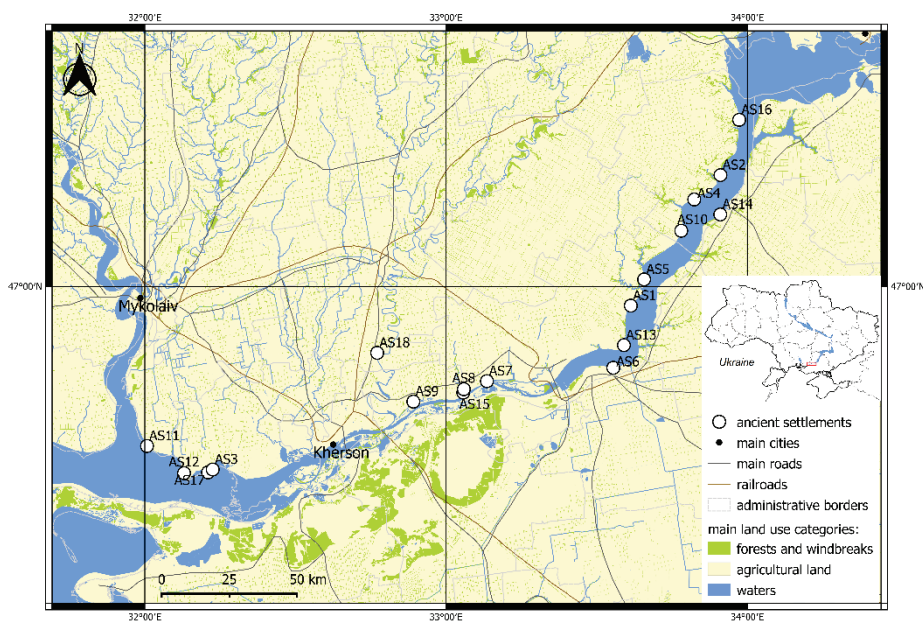 32°00'E 33°00'E 34°00'E
N
AS16
AS2
AS4
AS14
AS10
47°00'N 47°00'N
AS5
Mykolaiv
AS1
AS18
AS13
AS6
AS8 AS7
AS9
AS15
Kherson
AS11
AS12 AS3
AS17
0 25 50 km
Ukraine
ancient settlements
main cities
main roads
railroads
administrative borders
main land use categories:
forests and windbreaks
agricultural land
waters
32°00'E 33°00'E 34°00'E